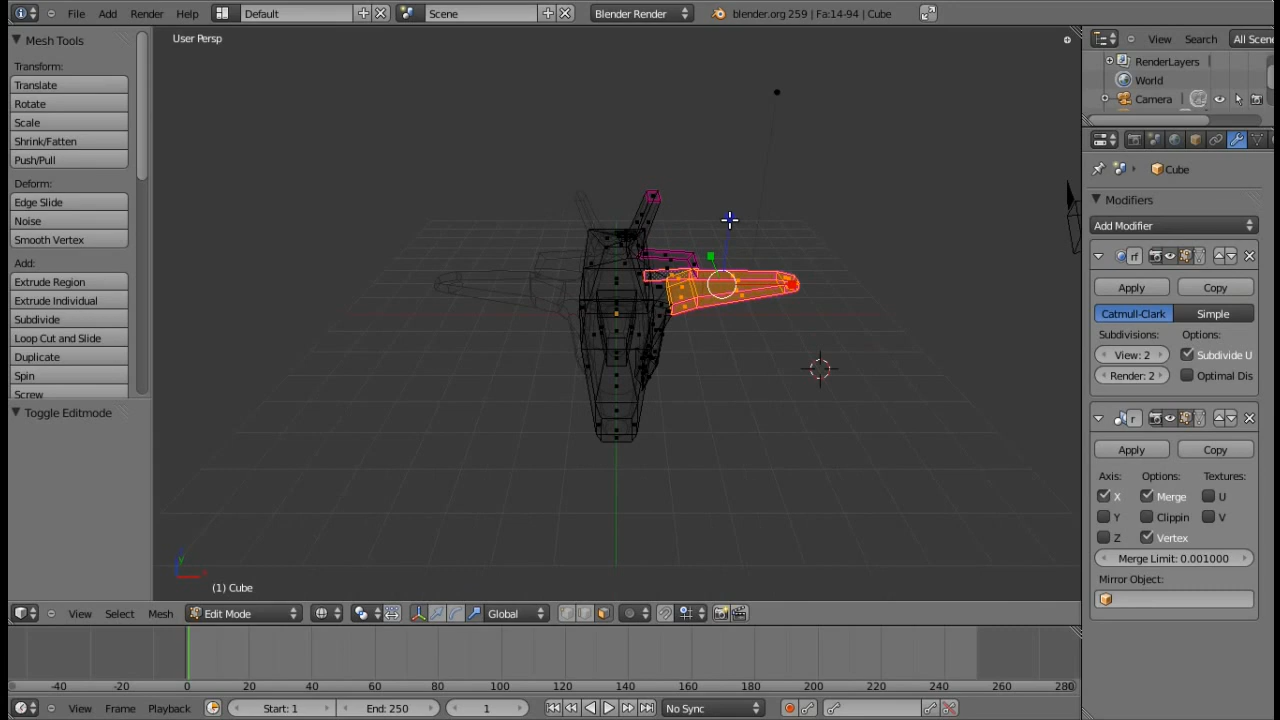 File Add Render Help Default Scene Blender Render blender.org 259 | Fa:14-94 | Cube
Mesh Tools
Transform:
Translate
Rotate
Scale
Shrink/Fatten
Push/Pull
Deform:
Edge Slide
Noise
Smooth Vertex
Add:
Extrude Region
Extrude Individual
Subdivide
Loop Cut and Slide
Duplicate
Spin
Screw
Toggle Editmode
User Persp
(1) Cube
View Search All Scene
RenderLayers
World
Camera
Cube
Modifiers
Add Modifier
Apply Copy
Catmull-Clark Simple
Subdivisions: Options:
View: 2 Subdivide U
Render: 2 Optimal Dis
Apply Copy
Axis: Options: Textures:
X Merge U
Y Clippin V
Z Vertex
Merge Limit: 0.001000
Mirror Object:
View Select Mesh Edit Mode Global
-40 -20 0 20 40 60 80 100 120 140 160 180 200 220 240 260 280
View Frame Playback Start: 1 End: 250 1 No Sync